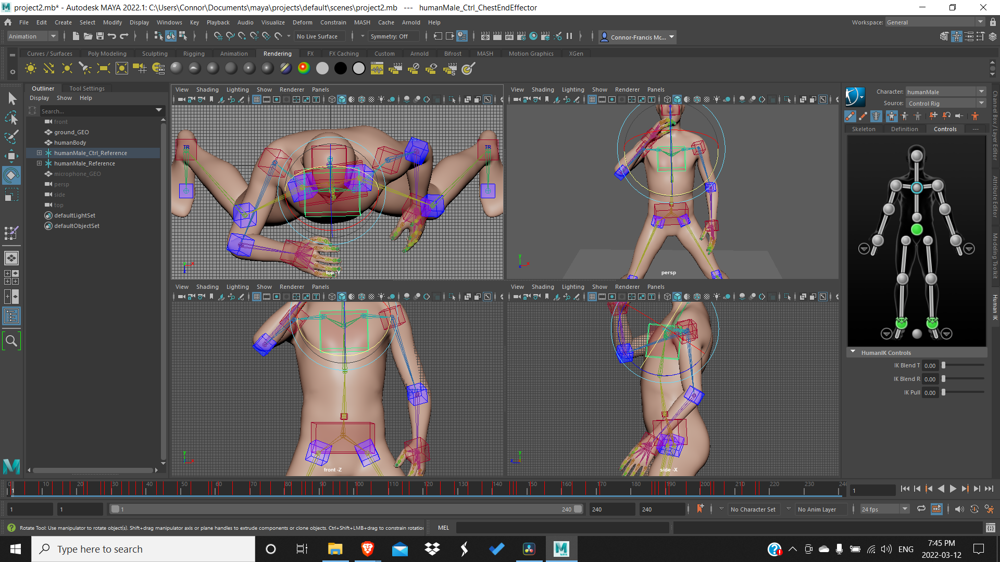 project2.mb* - Autodesk MAYA 2022.1: C:\Users\Connor\Documents\maya\projects\default\scenes\project2.mb --- humanMale_Ctrl_ChestEndEffector
File Edit Create Select Modify Display Windows Key Playback Audio Visualize Deform Constrain MASH Cache Arnold Help
Workspace: General
Animation
No Live Surface
Symmetry: Off
IPR
Connor-Francis Mc...
Curves / Surfaces Poly Modeling Sculpting Rigging Animation Rendering FX FX Caching Custom Arnold Bifrost MASH Motion Graphics XGen
Outliner Tool Settings
Display Show Help
Search...
front
ground_GEO
humanBody
humanMale_Ctrl_Reference
humanMale_Reference
microphone_GEO
persp
side
top
defaultLightSet
defaultObjectSet
View Shading Lighting Show Renderer Panels
TR
TR
top -Y
View Shading Lighting Show Renderer Panels
persp
View Shading Lighting Show Renderer Panels
front -Z
View Shading Lighting Show Renderer Panels
side -X
Character: humanMale
Source: Control Rig
Skeleton Definition Controls ---
HumanIK Controls
IK Blend T 0.00
IK Blend R 0.00
IK Pull 0.00
Channel Box / Layer Editor
Attribute Editor
Modeling Toolkit
Human IK
0 10 20 30 40 50 60 70 80 90 100 110 120 130 140 150 160 170 180 190 200 210 220 230 240
1
1
1 1 1 240 240 240
No Character Set
No Anim Layer
24 fps
Rotate Tool: Use manipulator to rotate object(s). Shift+drag manipulator axis or plane handles to extrude components or clone objects. Ctrl+Shift+LMB+drag to constrain rotatio
MEL
Type here to search
MAYA
ENG
7:45 PM
2022-03-12